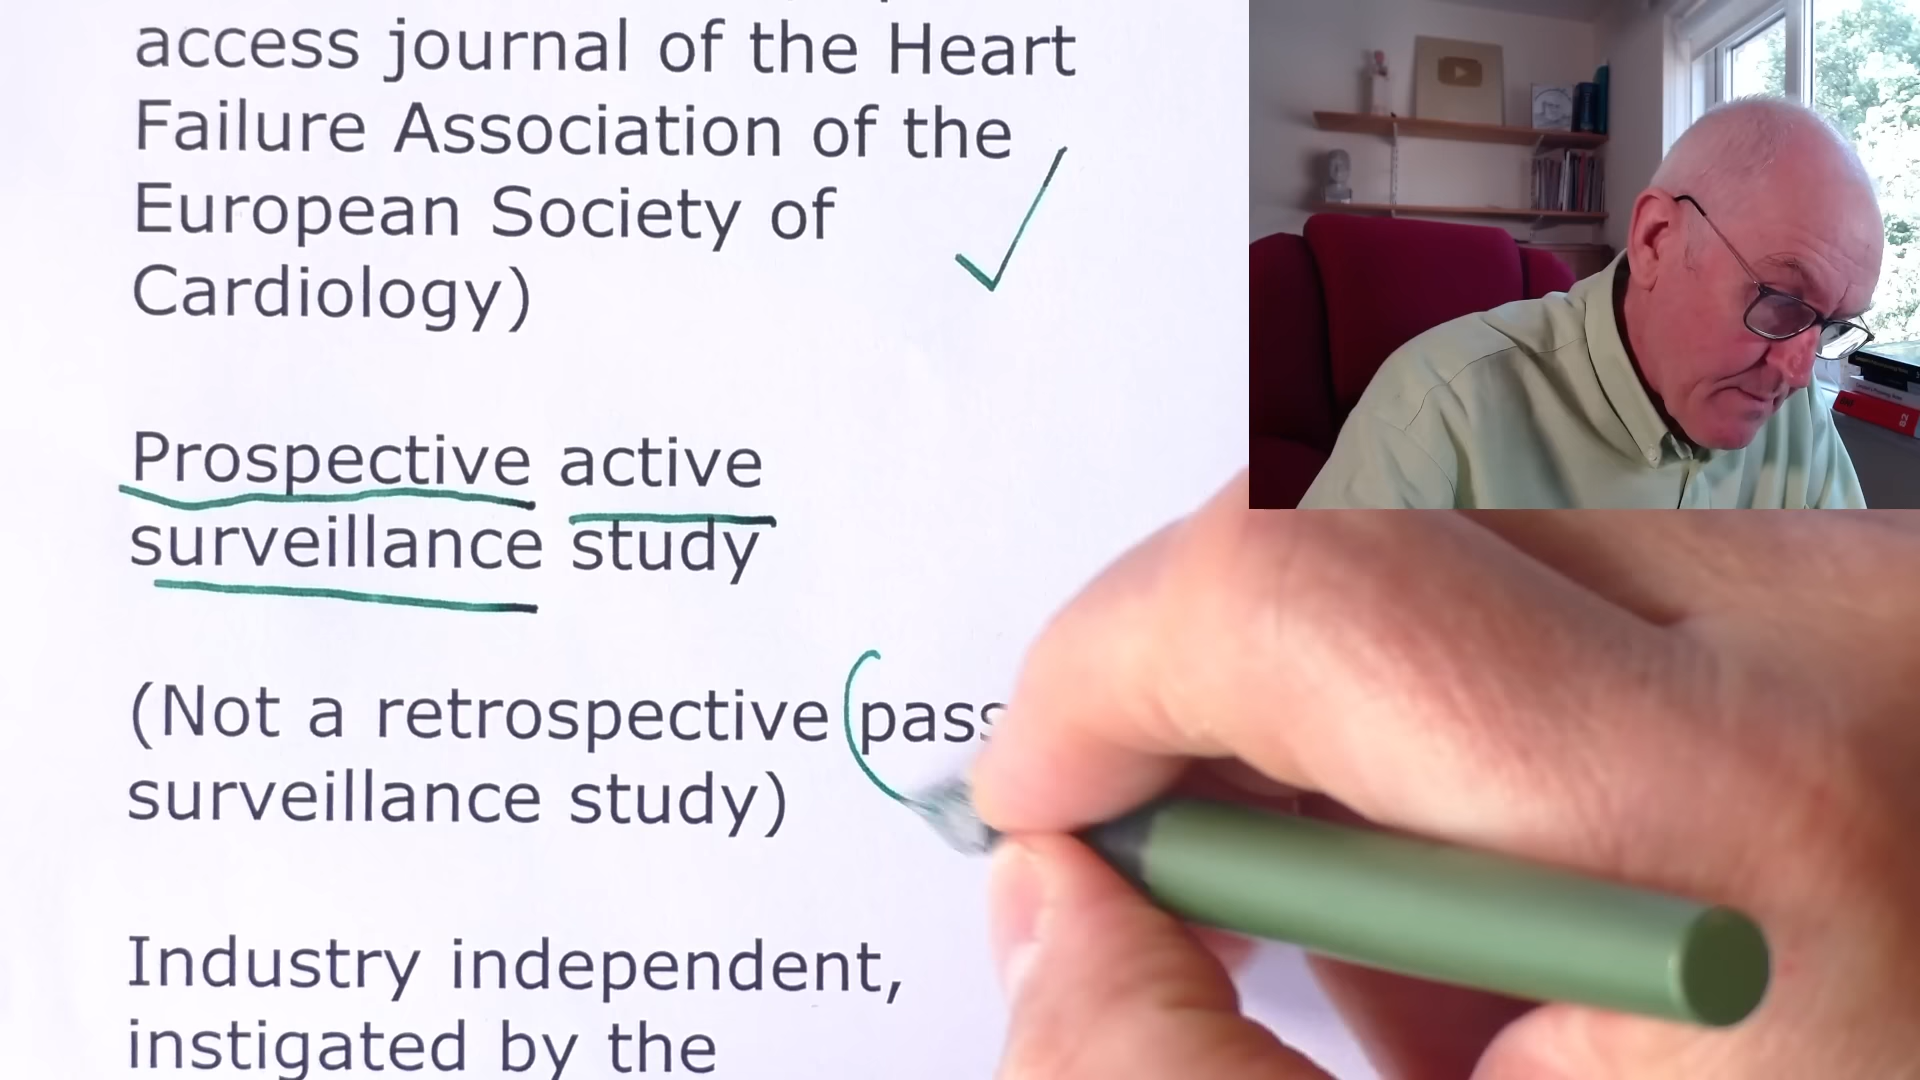 access journal of the Heart
Failure Association of the
European Society of
Cardiology)
Prospective active
surveillance study
(Not a retrospective pass
surveillance study)
Industry independent,
instigated by the